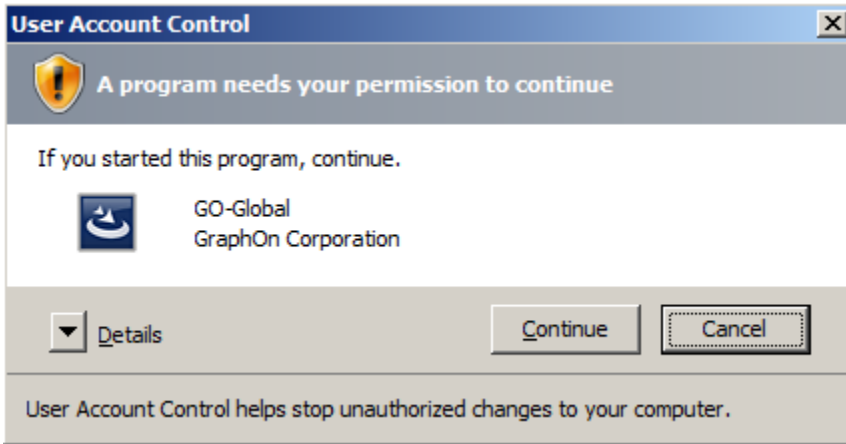 User Account Control
A program needs your permission to continue
If you started this program, continue.
GO-Global
GraphOn Corporation
Details
Continue
Cancel
User Account Control helps stop unauthorized changes to your computer.